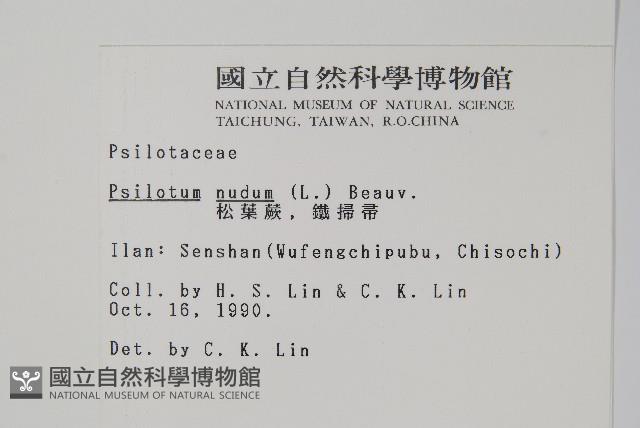 國立自然科學博物館
NATIONAL MUSEUM OF NATURAL SCIENCE
TAICHUNG, TAIWAN, R.O.CHINA
Psilotaceae
Psilotum nudum (L.) Beauv.
松葉蕨, 鐵掃帚
Ilan: Senshan(Wufengchipubu, Chisochi)
Coll. by H. S. Lin & C. K. Lin
Oct. 16, 1990.
Det. by C. K. Lin
國立自然科學博物館
NATIONAL MUSEUM OF NATURAL SCIENCE